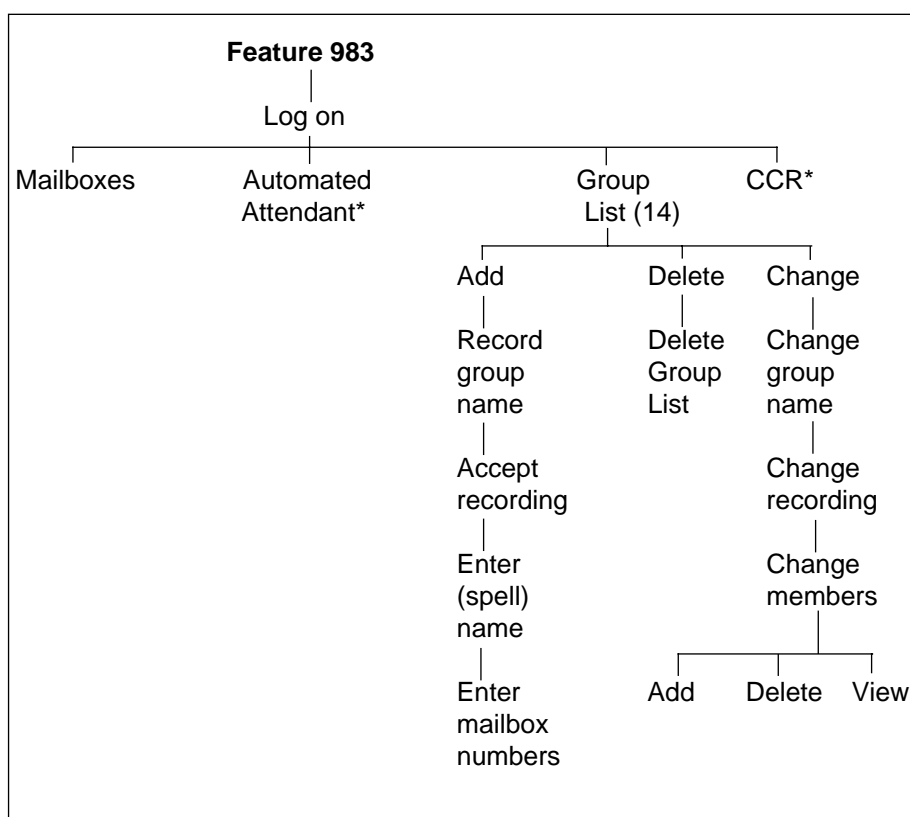 Feature 983
Log on
Mailboxes
Automated
Attendant*
Group
List (14)
CCR*
Add
Record
group
name
Accept
recording
Enter
(spell)
name
Enter
mailbox
numbers
Delete
Delete
Group
List
Change
Change
group
name
Change
recording
Change
members
Add
Delete
View